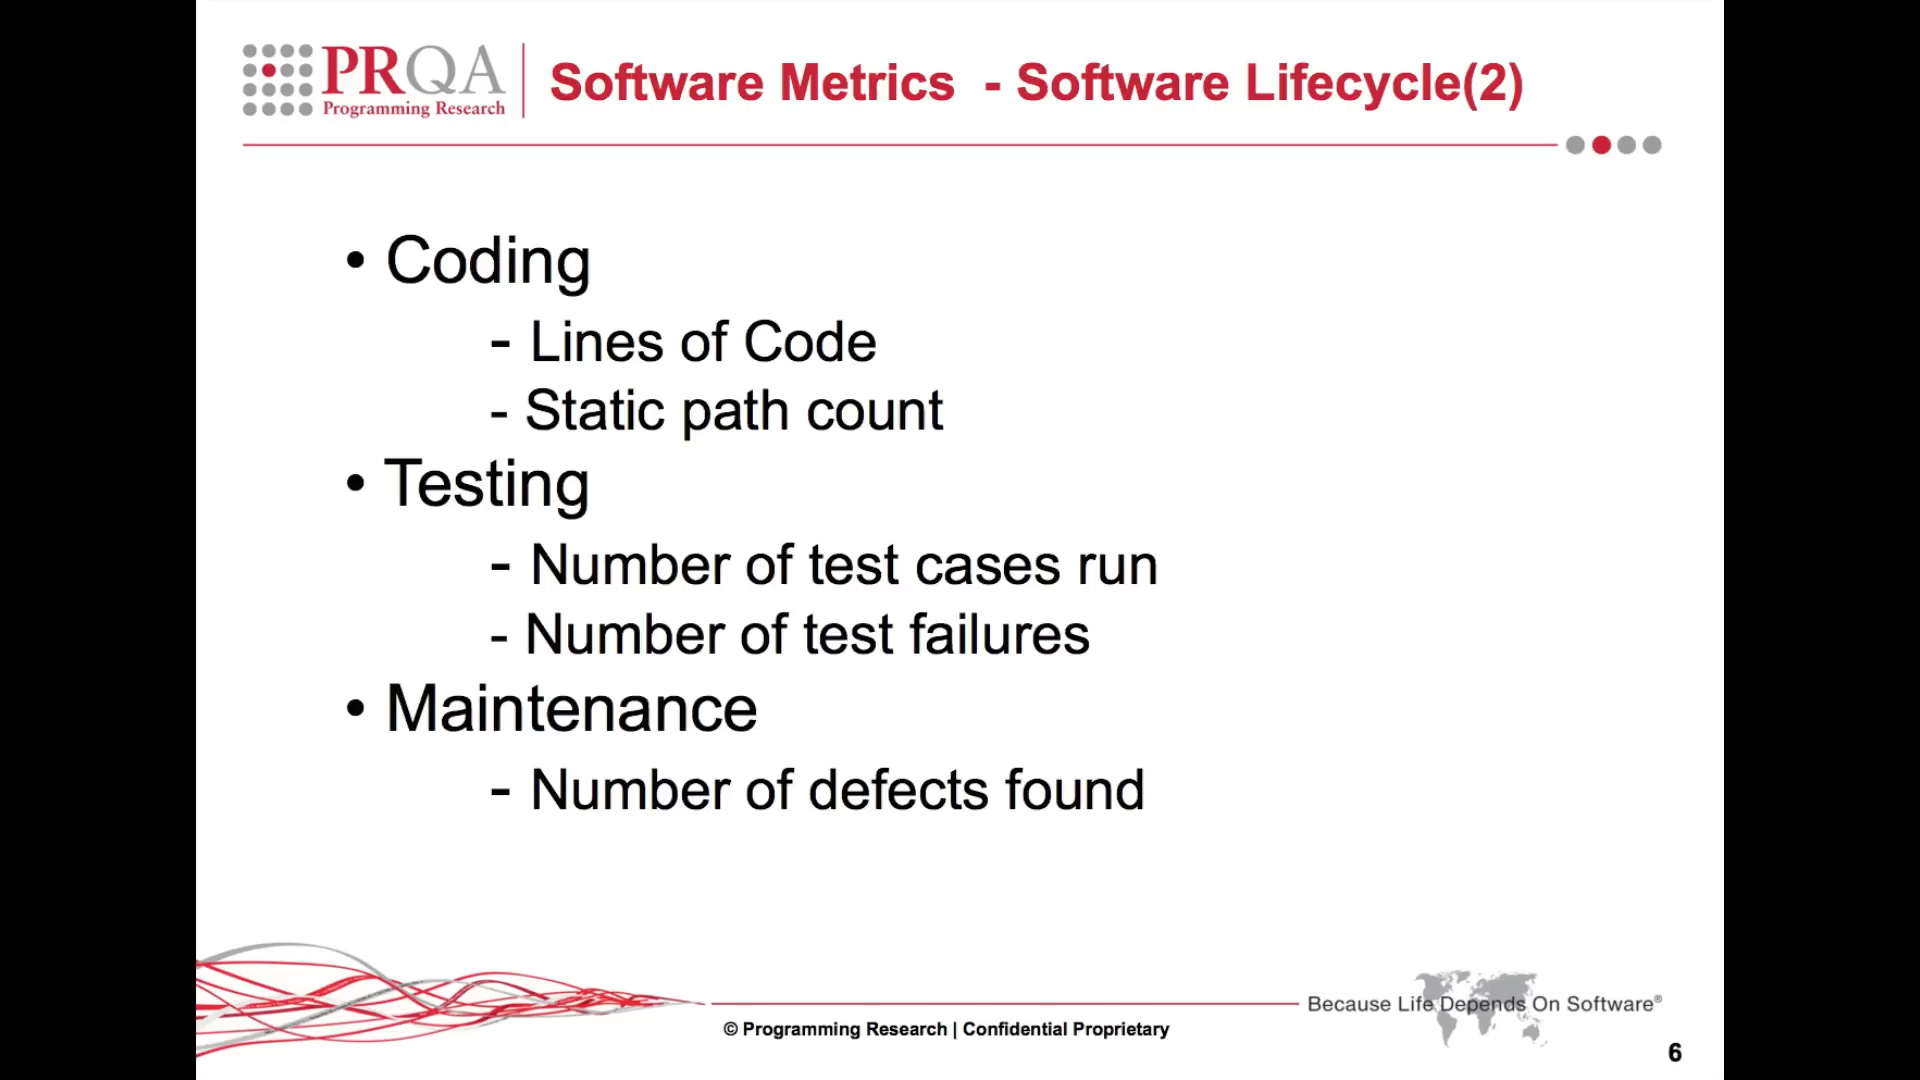 PRQA
Programming Research
Software Metrics - Software Lifecycle(2)
• Coding
- Lines of Code
- Static path count
• Testing
- Number of test cases run
- Number of test failures
• Maintenance
- Number of defects found
Because Life Depends On Software®
© Programming Research | Confidential Proprietary
6